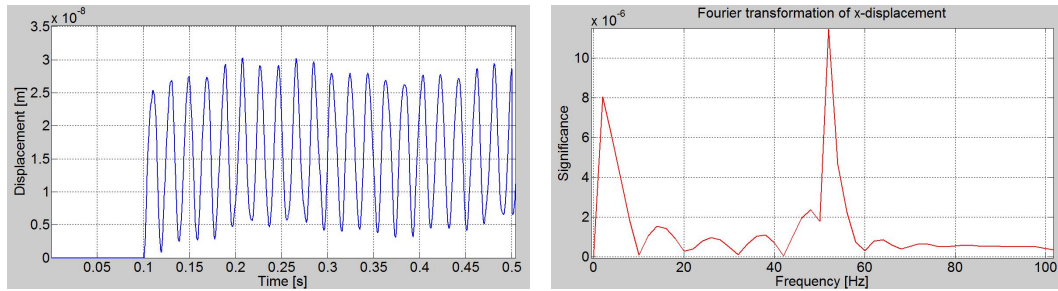 x 10-8
3.5
3
2.5
2
1.5
1
0.5
0
0.05 0.1 0.15 0.2 0.25 0.3 0.35 0.4 0.45 0.5
Displacement [m]
Time [s]
Fourier transformation of x-displacement
x 10-6
10
8
6
4
2
0
0 20 40 60 80 100
Significance
Frequency [Hz]